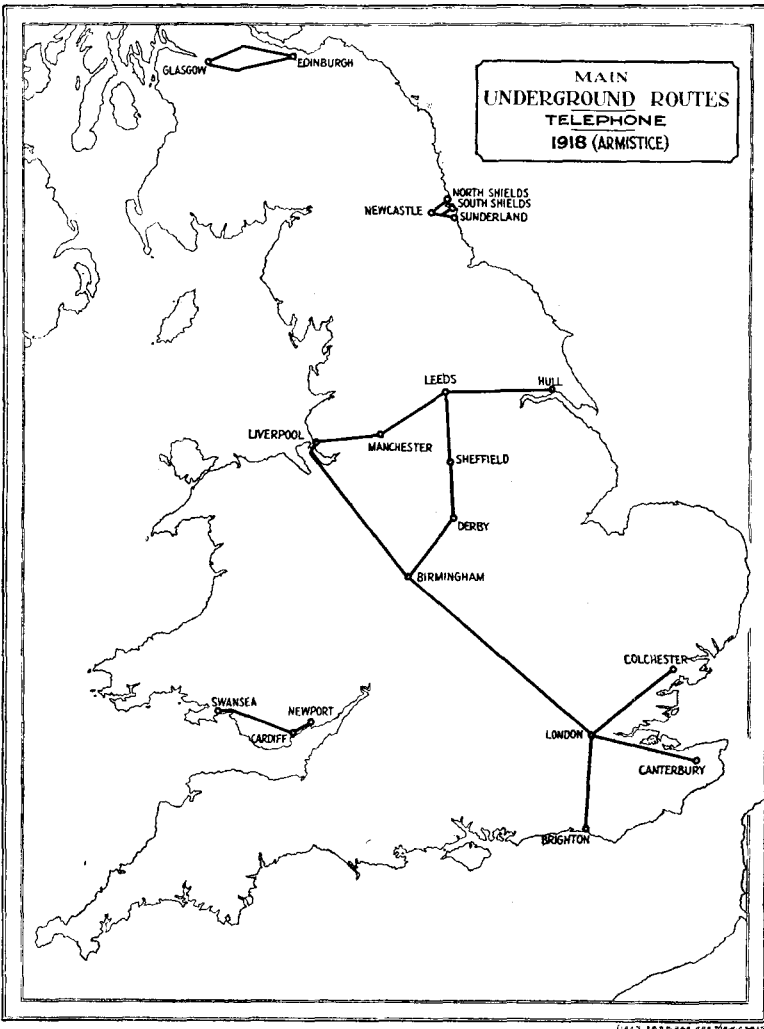 MAIN
UNDERGROUND ROUTES
TELEPHONE
1918 (ARMISTICE)
GLASGOW
EDINBURGH
NORTH SHIELDS
SOUTH SHIELDS
NEWCASTLE
SUNDERLAND
LEEDS
HULL
LIVERPOOL
MANCHESTER
SHEFFIELD
DERBY
BIRMINGHAM
COLCHESTER
SWANSEA
NEWPORT
CARDIFF
LONDON
CANTERBURY
BRIGHTON